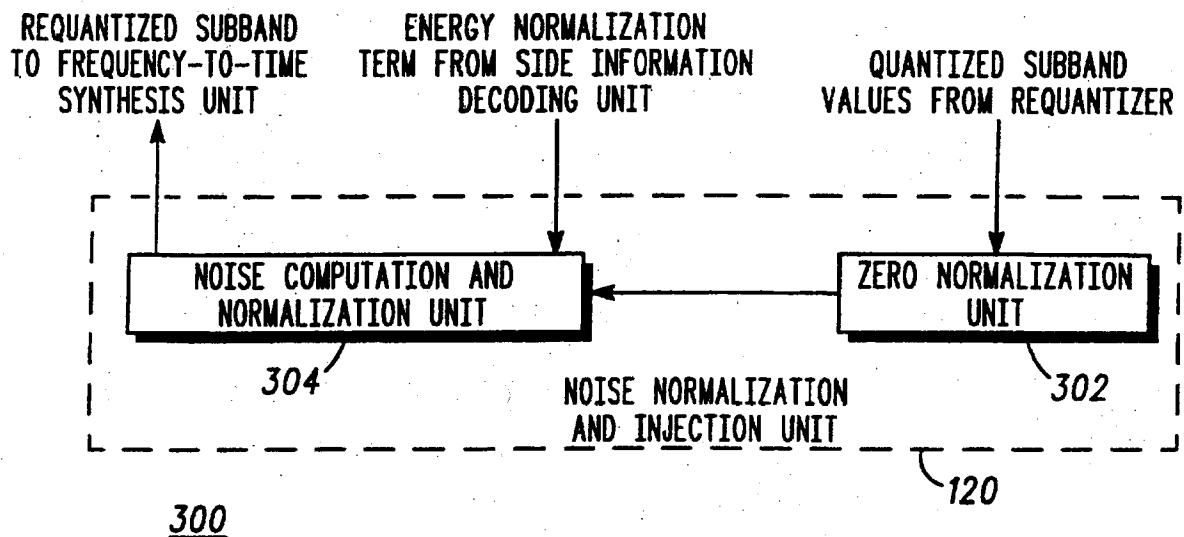 REQUANTIZED SUBBAND
TO FREQUENCY-TO-TIME
SYNTHESIS UNIT
ENERGY NORMALIZATION
TERM FROM SIDE INFORMATION
DECODING UNIT
QUANTIZED SUBBAND
VALUES FROM REQUANTIZER
NOISE COMPUTATION AND
NORMALIZATION UNIT
ZERO NORMALIZATION
UNIT
304
302
NOISE NORMALIZATION
AND INJECTION UNIT
120
300